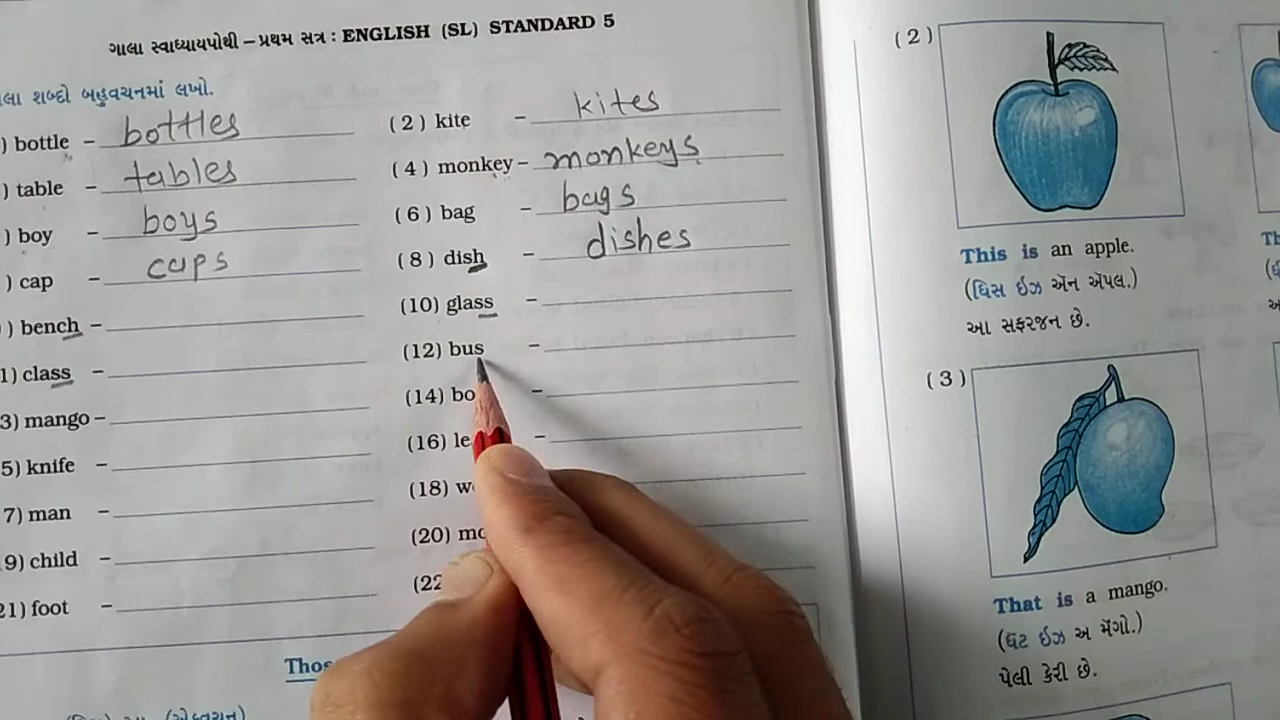 ગાલા સ્વાધ્યાયપોથી – પ્રથમ સત્ર : ENGLISH (SL) STANDARD 5
શબ્દો બહુવચનમાં લખો.
) bottle – bottles
(2) kite – kites
) table – tables
(4) monkey – monkeys
) boy – boys
(6) bag – bags
) cap – caps
(8) dish – dishes
) bench –
(10) glass –
1) class –
(12) bus –
3) mango –
(14) bo –
5) knife –
(16) le –
7) man –
(18) w
9) child –
(20) mo
21) foot –
(22
Thos
(2)
This is an apple.
(ધિસ ઇઝ ઍન ઍપલ.)
આ સફરજન છે.
(3)
That is a mango.
(ધૅટ ઇઝ અ મૅંગો.)
પેલી કેરી છે.